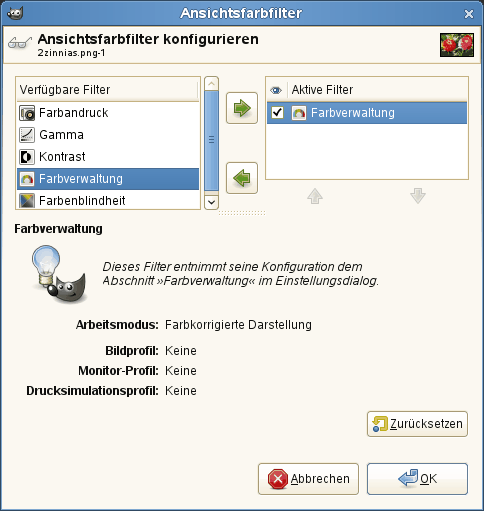 Ansichtsfarbfilter
Ansichtsfarbfilter konfigurieren
2zinnias.png-1
Verfügbare Filter
Farbandruck
Gamma
Kontrast
Farbverwaltung
Farbenblindheit
Aktive Filter
Farbverwaltung
Farbverwaltung
Dieses Filter entnimmt seine Konfiguration dem
Abschnitt »Farbverwaltung« im Einstellungsdialog.
Arbeitsmodus: Farbkorrigierte Darstellung
Bildprofil: Keine
Monitor-Profil: Keine
Drucksimulationsprofil: Keine
Zurücksetzen
Abbrechen
OK